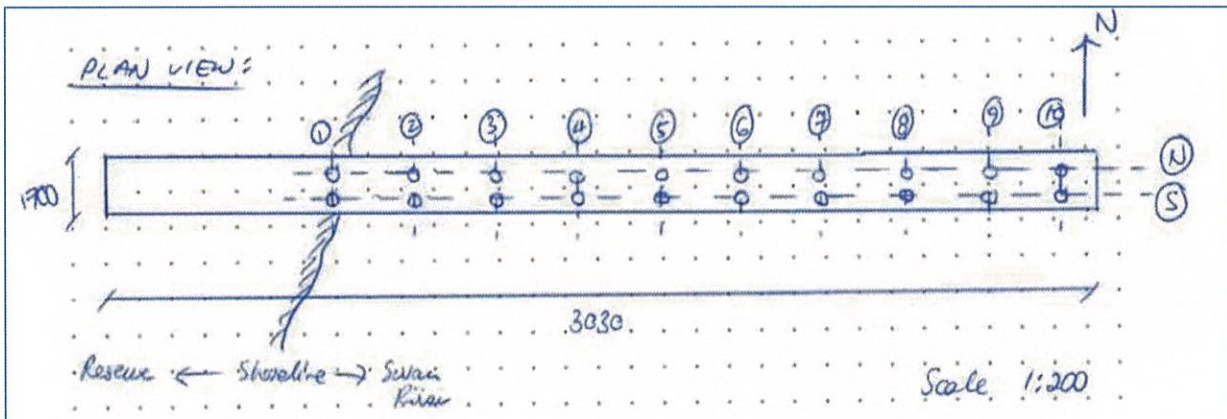 N
PLAN VIEW:
1 2 3 4 5 6 7 8 9 10
N
1700
S
3030
Reserve ← Shoreline → Swan
River
Scale 1:200